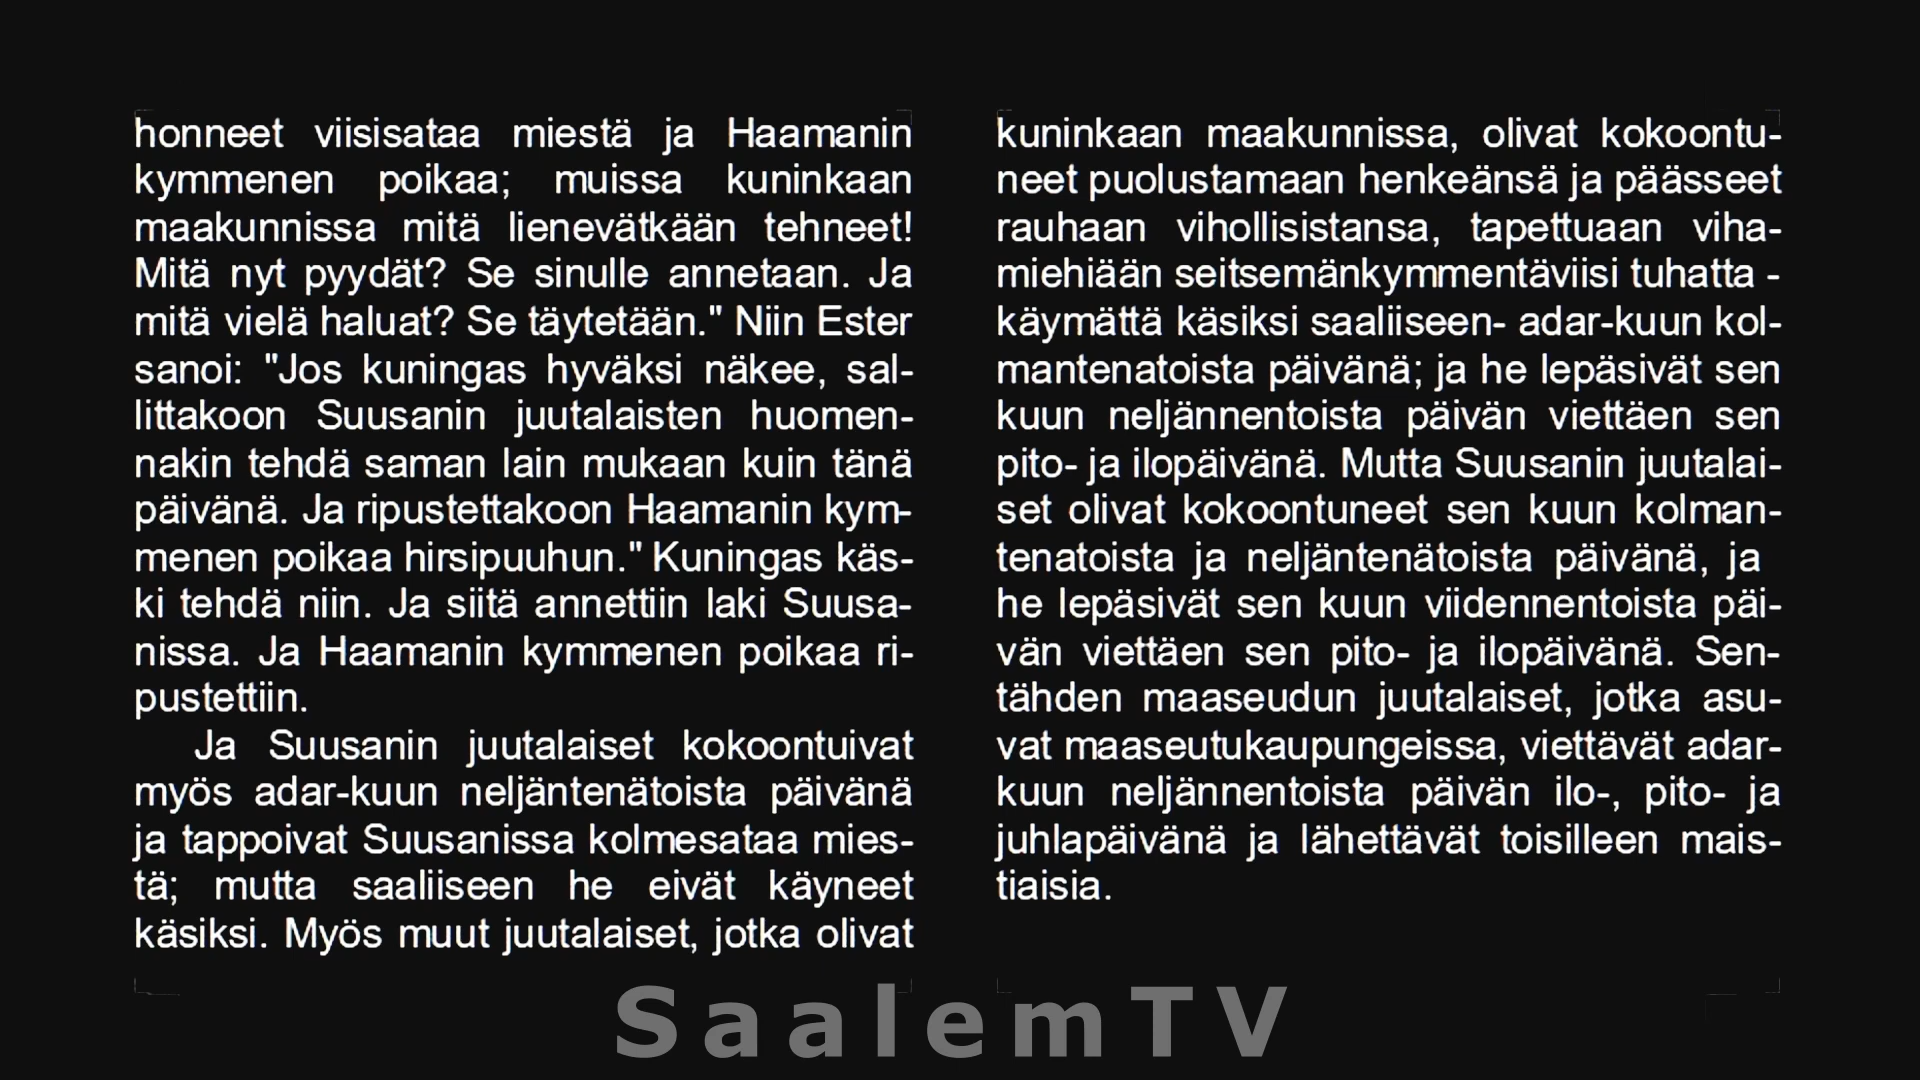 honneet viisisataa miestä ja Haamanin
kymmenen poikaa; muissa kuninkaan
maakunnissa mitä lienevätkään tehneet!
Mitä nyt pyydät? Se sinulle annetaan. Ja
mitä vielä haluat? Se täytetään." Niin Ester
sanoi: "Jos kuningas hyväksi näkee, sal-
littakoon Suusanin juutalaisten huomen-
nakin tehdä saman lain mukaan kuin tänä
päivänä. Ja ripustettakoon Haamanin kym-
menen poikaa hirsipuuhun." Kuningas käs-
ki tehdä niin. Ja siitä annettiin laki Suusa-
nissa. Ja Haamanin kymmenen poikaa ri-
pustettiin.
Ja Suusanin juutalaiset kokoontuivat
myös adar-kuun neljäntenätoista päivänä
ja tappoivat Suusanissa kolmesataa mies-
tä; mutta saaliiseen he eivät käyneet
käsiksi. Myös muut juutalaiset, jotka olivat
kuninkaan maakunnissa, olivat kokoontu-
neet puolustamaan henkeänsä ja päässeet
rauhaan vihollisistansa, tapettuaan viha-
miehiään seitsemänkymmentäviisi tuhatta -
käymättä käsiksi saaliiseen- adar-kuun kol-
mantenatoista päivänä; ja he lepäsivät sen
kuun neljännentoista päivän viettäen sen
pito- ja ilopäivänä. Mutta Suusanin juutalai-
set olivat kokoontuneet sen kuun kolman-
tenatoista ja neljäntenätoista päivänä, ja
he lepäsivät sen kuun viidennentoista päi-
vän viettäen sen pito- ja ilopäivänä. Sen-
tähden maaseudun juutalaiset, jotka asu-
vat maaseutukaupungeissa, viettävät adar-
kuun neljännentoista päivän ilo-, pito- ja
juhlapäivänä ja lähettävät toisilleen mais-
tiaisia.
SaalemTV